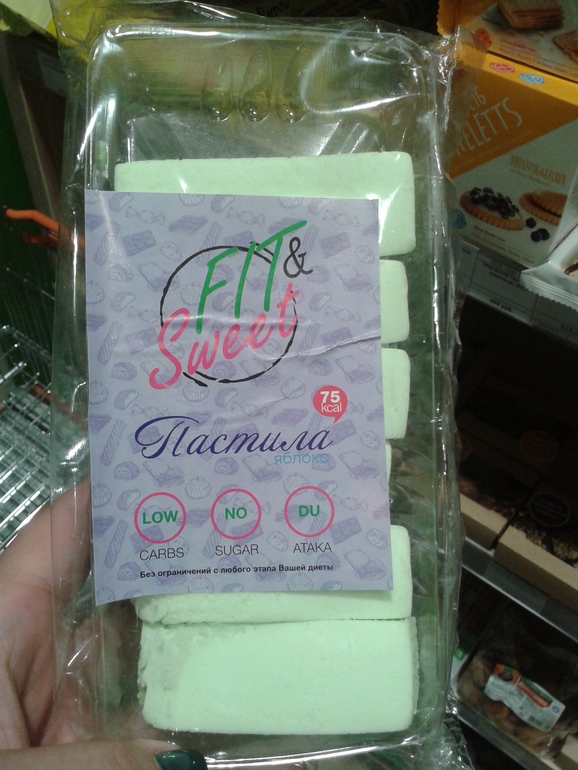 FIT &
Sweet
75
kcal
Пастила
яблоко
LOW
CARBS
NO
SUGAR
DU
ATAKA
Без ограничений с любого этапа Вашей диеты